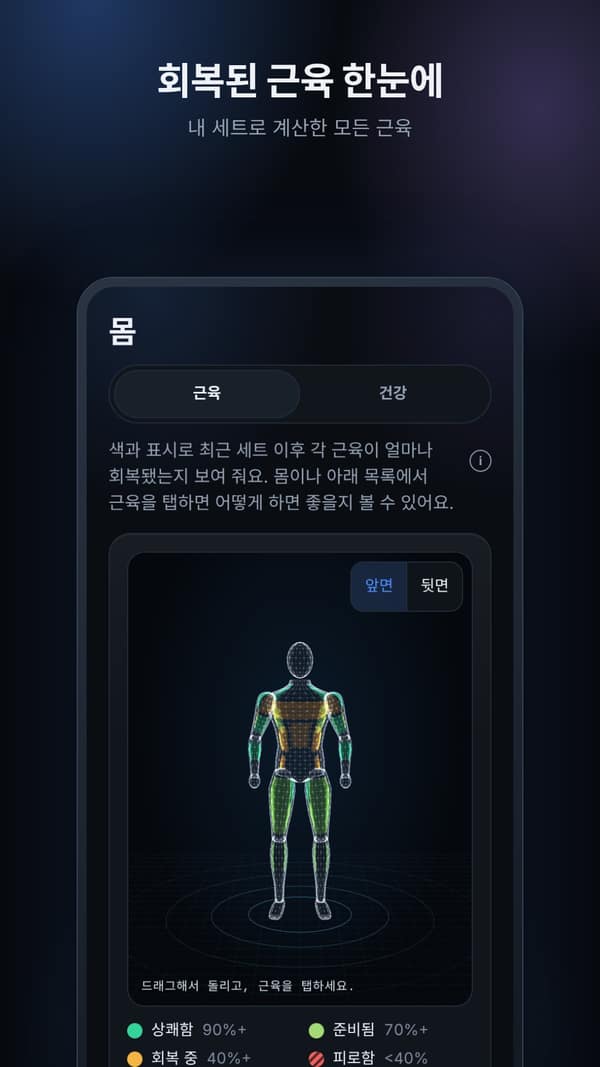 회복된 근육 한눈에
내 세트로 계산한 모든 근육
몸
근육 건강
색과 표시로 최근 세트 이후 각 근육이 얼마나
회복됐는지 보여 줘요. 몸이나 아래 목록에서
근육을 탭하면 어떻게 하면 좋을지 볼 수 있어요.
i
앞면 뒷면
드래그해서 돌리고, 근육을 탭하세요.
상쾌함 90%+ 준비됨 70%+
회복 중 40%+ 피로함 <40%